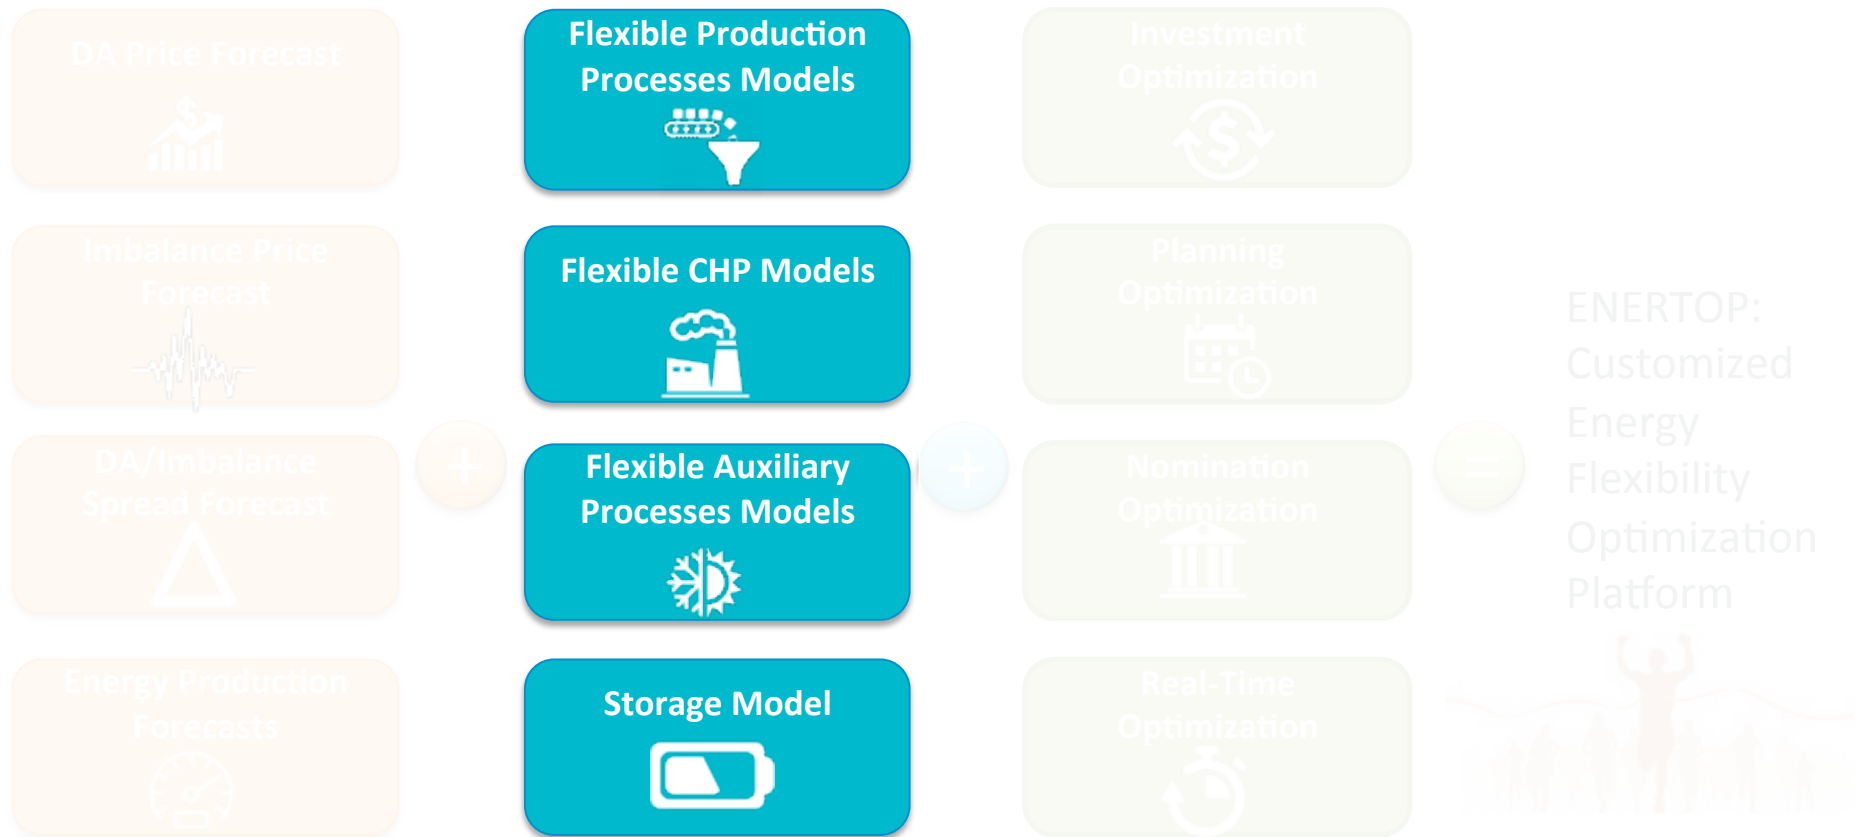 DA Price Forecast
Imbalance Price
Forecast
DA/Imbalance
Spread Forecast
Energy Production
Forecasts
+
Flexible Production
Processes Models
Flexible CHP Models
Flexible Auxiliary
Processes Models
Storage Model
+
Investment
Optimization
Planning
Optimization
Nomination
Optimization
Real-Time
Optimization
=
ENERTOP:
Customized
Energy
Flexibility
Optimization
Platform